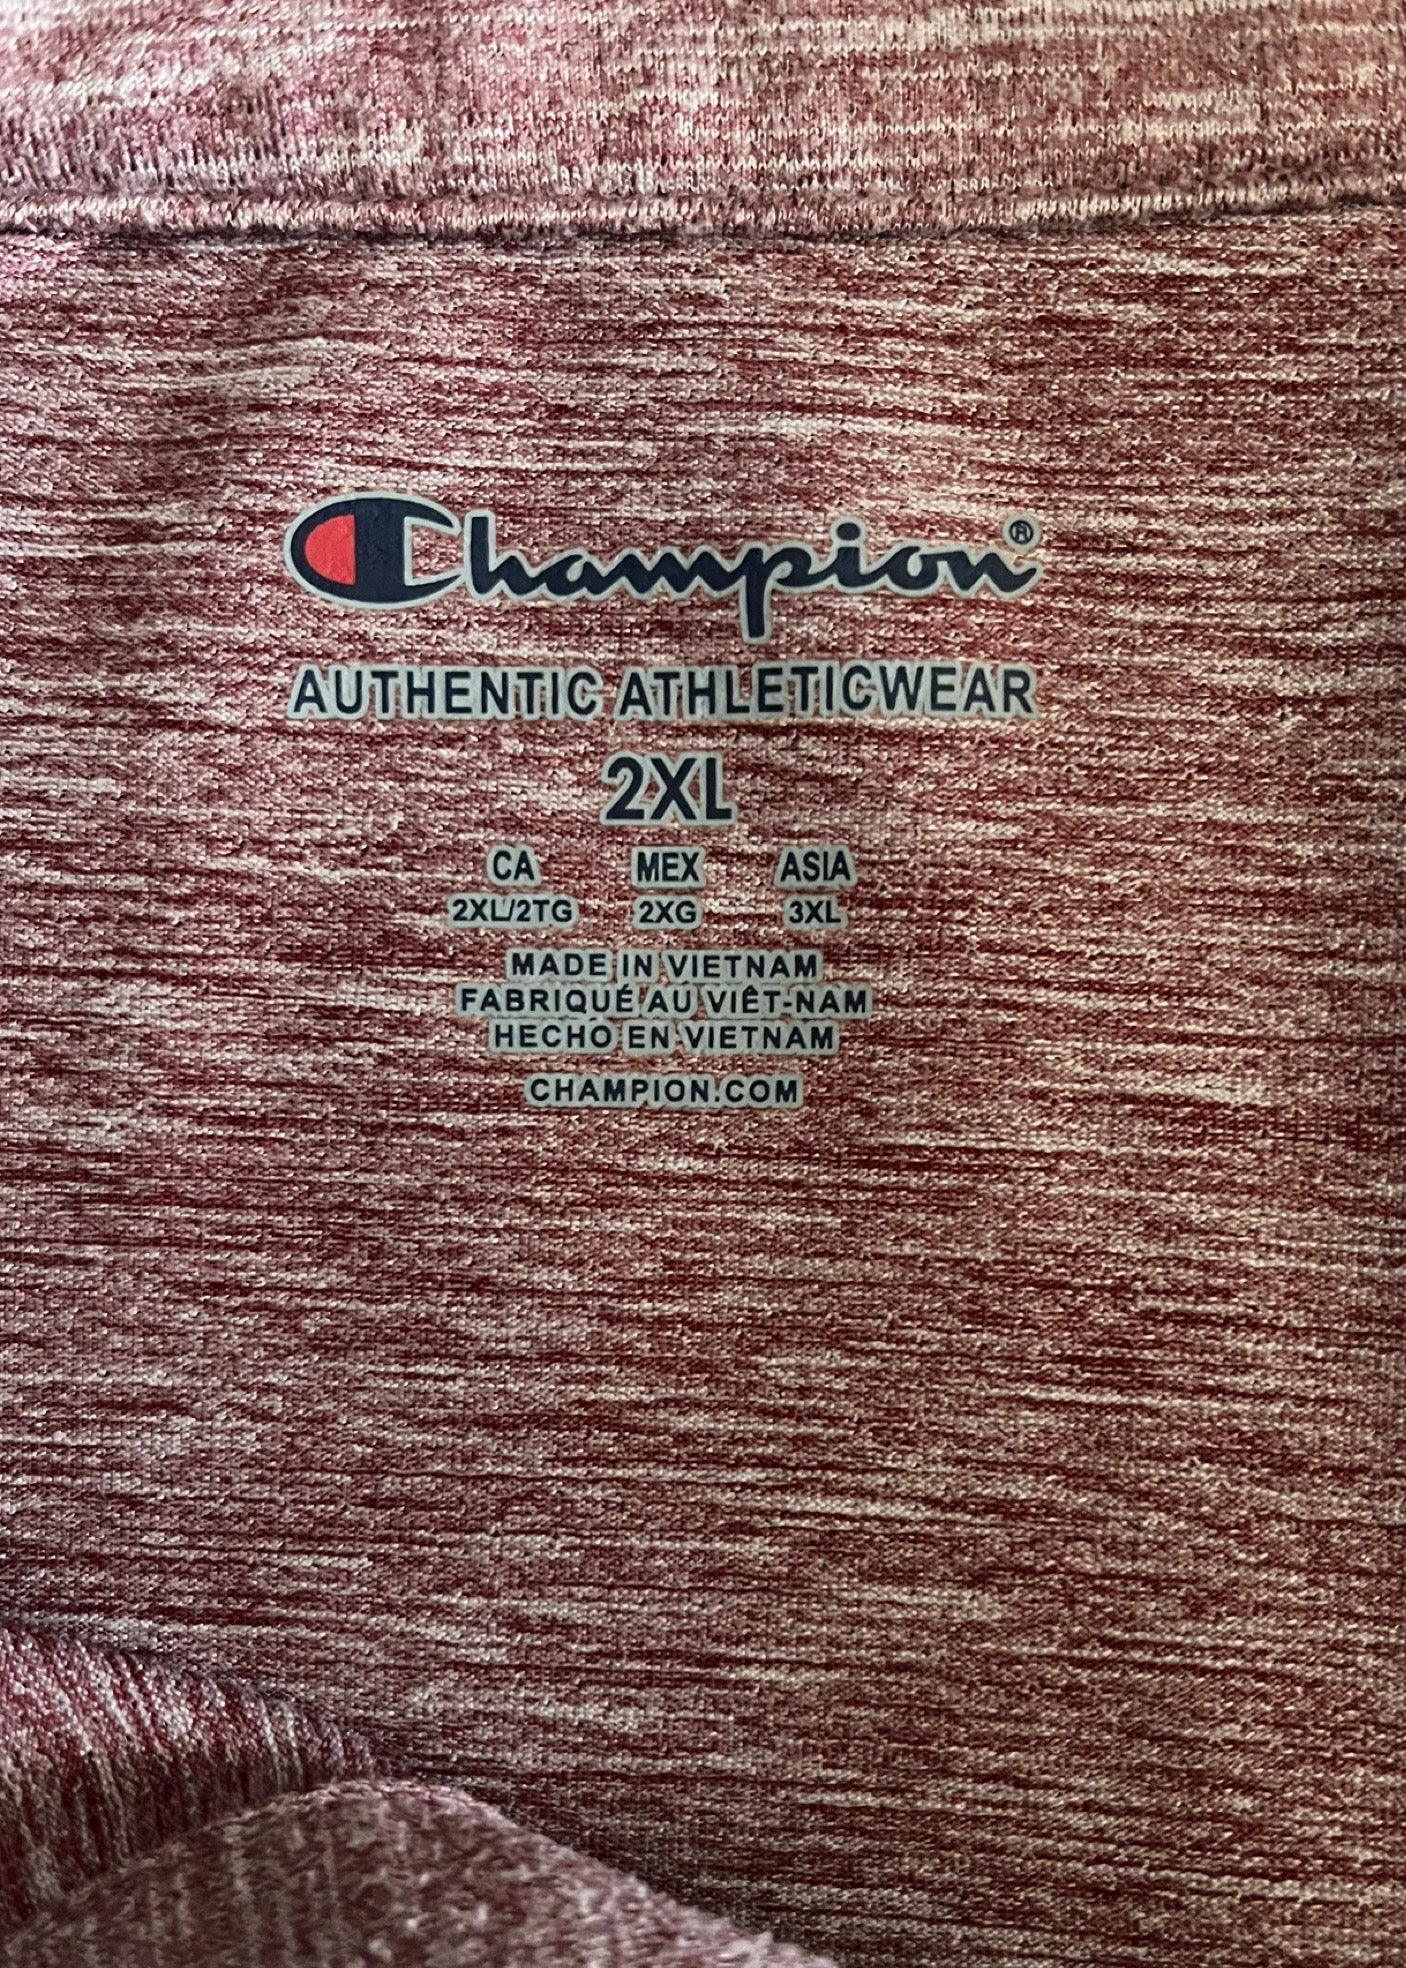 Champion®
AUTHENTIC ATHLETICWEAR
2XL
CA MEX ASIA
2XL/2TG 2XG 3XL
MADE IN VIETNAM
FABRIQUÉ AU VIÊT-NAM
HECHO EN VIETNAM
CHAMPION.COM